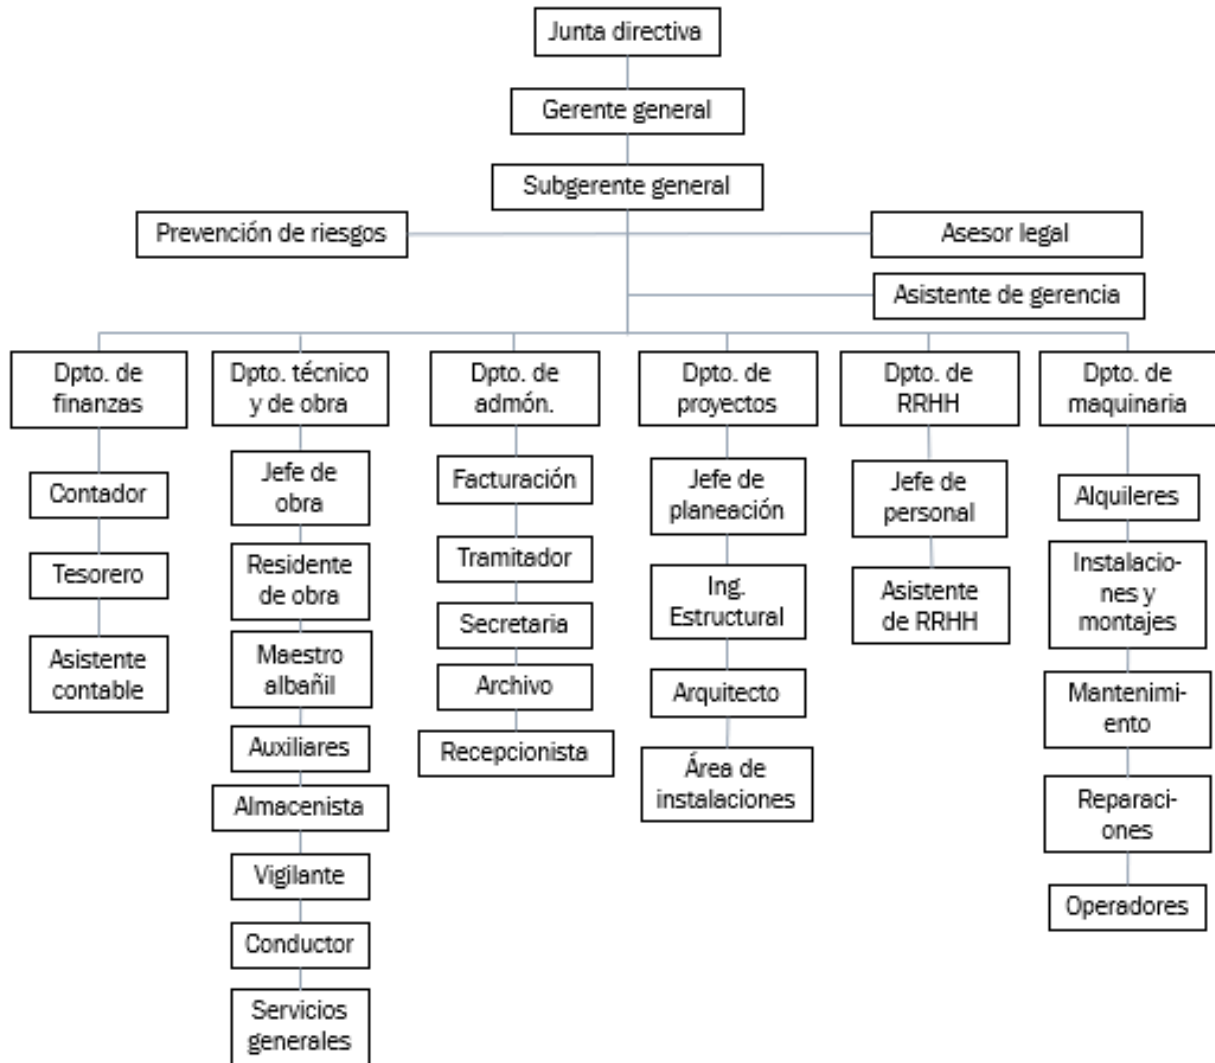 Junta directiva
Gerente general
Subgerente general
Prevención de riesgos
Asesor legal
Asistente de gerencia
Dpto. de
finanzas
Contador
Tesorero
Asistente
contable
Dpto. técnico
y de obra
Jefe de
obra
Residente
de obra
Maestro
albañil
Auxiliares
Almacenista
Vigilante
Conductor
Servicios
generales
Dpto. de
admón.
Facturación
Tramitador
Secretaria
Archivo
Recepcionista
Dpto. de
proyectos
Jefe de
planeación
Ing.
Estructural
Arquitecto
Área de
instalaciones
Dpto. de
RRHH
Jefe de
personal
Asistente
de RRHH
Dpto. de
maquinaria
Alquileres
Instalacio-
nes y
montajes
Mantenimi-
ento
Reparaci-
ones
Operadores